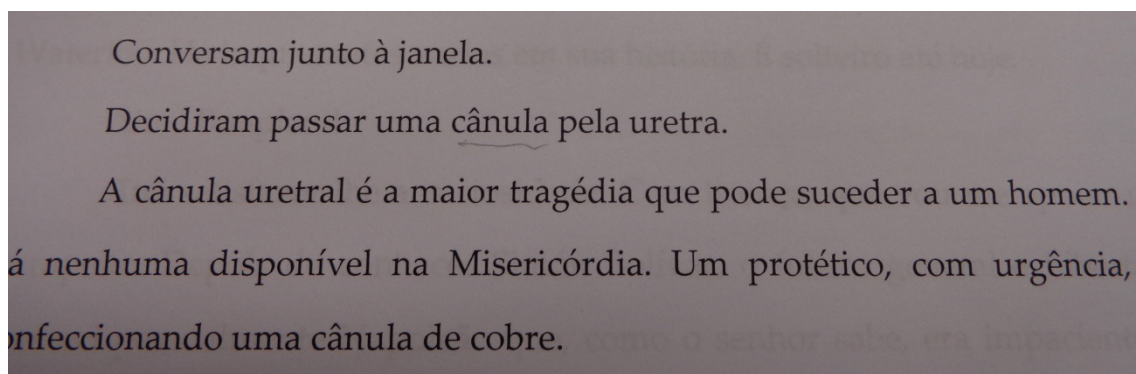 Conversam junto à janela.
Decidiram passar uma cânula pela uretra.
A cânula uretral é a maior tragédia que pode suceder a um homem.
á nenhuma disponível na Misericórdia. Um protético, com urgência,
onfeccionando uma cânula de cobre.